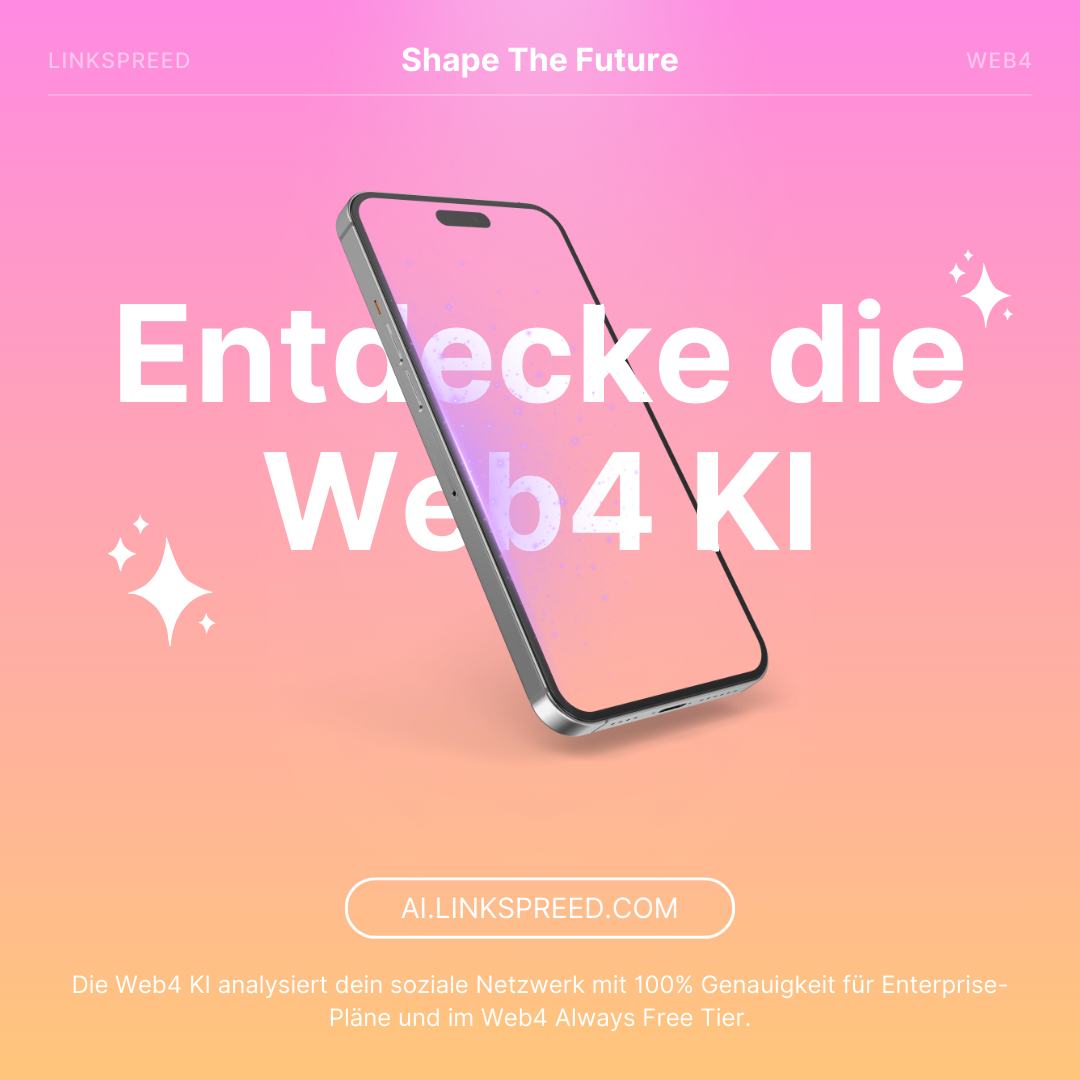 LINKSPREED
Shape The Future
WEB4
Entdecke die
Web4 KI
AI.LINKSPREED.COM
Die Web4 KI analysiert dein soziale Netzwerk mit 100% Genauigkeit für Enterprise-
Pläne und im Web4 Always Free Tier.